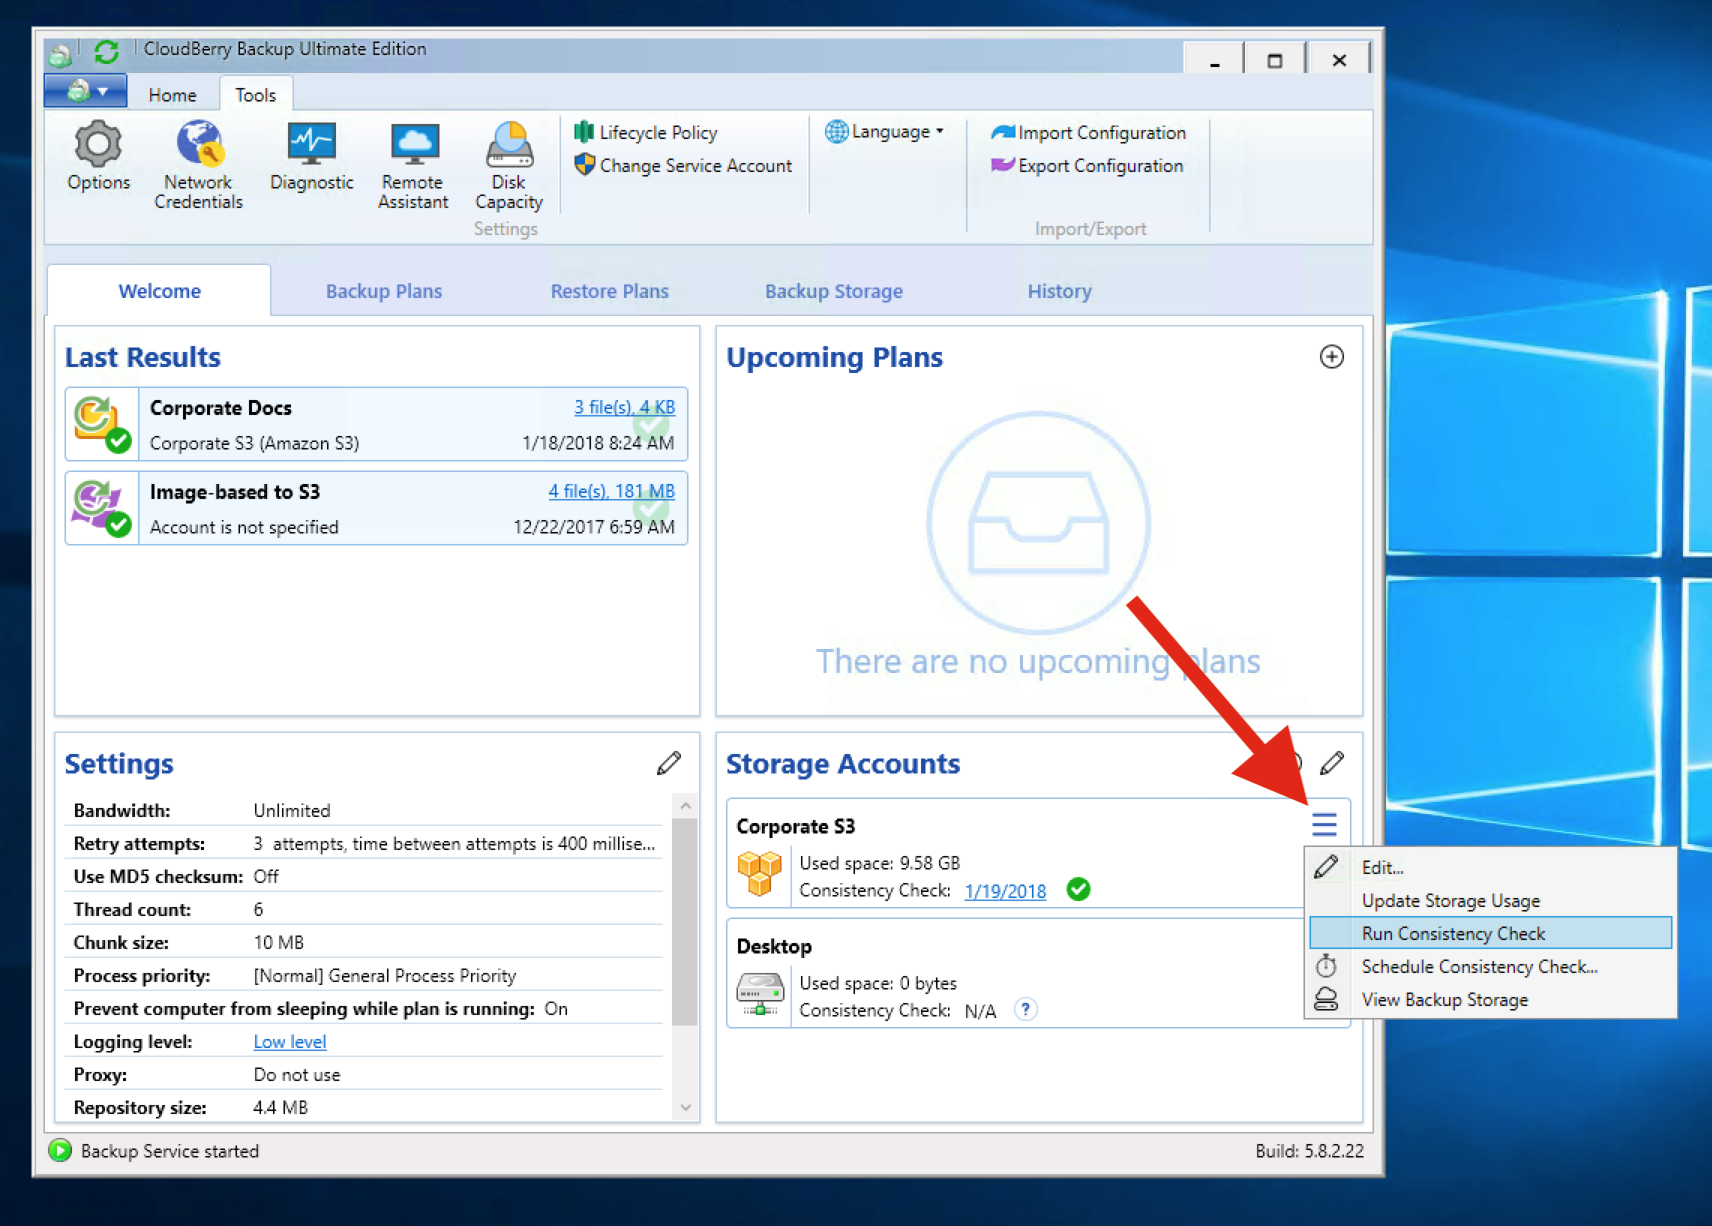 CloudBerry Backup Ultimate Edition
Home
Tools
Options
Network
Credentials
Diagnostic
Remote
Assistant
Disk
Capacity
Settings
Lifecycle Policy
Change Service Account
Language
Import Configuration
Export Configuration
Import/Export
Welcome
Backup Plans
Restore Plans
Backup Storage
History
Last Results
Corporate Docs
3 file(s), 4 KB
Corporate S3 (Amazon S3)
1/18/2018 8:24 AM
Image-based to S3
4 file(s), 181 MB
Account is not specified
12/22/2017 6:59 AM
Upcoming Plans
There are no upcoming plans
Settings
Bandwidth: Unlimited
Retry attempts: 3 attempts, time between attempts is 400 millise...
Use MD5 checksum: Off
Thread count: 6
Chunk size: 10 MB
Process priority: [Normal] General Process Priority
Prevent computer from sleeping while plan is running: On
Logging level: Low level
Proxy: Do not use
Repository size: 4.4 MB
Storage Accounts
Corporate S3
Used space: 9.58 GB
Consistency Check: 1/19/2018
Desktop
Used space: 0 bytes
Consistency Check: N/A ?
Edit...
Update Storage Usage
Run Consistency Check
Schedule Consistency Check...
View Backup Storage
Backup Service started
Build: 5.8.2.22